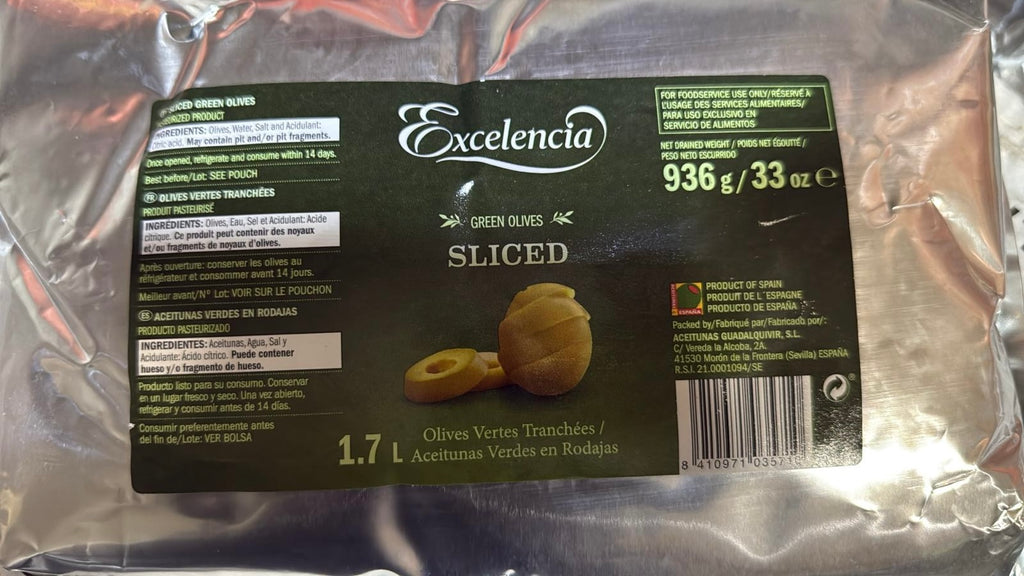 SLICED GREEN OLIVES
PRODUCT
INGREDIENTS: Olives, Water, Salt and Acidulant:
acid. May contain pit and/or pit fragments.
Once opened, refrigerate and consume within 14 days.
Best before/Lot: SEE POUCH
FR OLIVES VERTES TRANCHÉES
PRODUIT PASTEURISÉ
INGRÉDIENTS: Olives, Eau, Sel et Acidulant: Acide
citrique. Ce produit peut contenir des noyaux
et/ou fragments de noyaux d'olives.
Après ouverture: conserver les olives au
réfrigérateur et consommer avant 14 jours.
Meilleur avant/Nº Lot: VOIR SUR LE POUCHON
ES ACEITUNAS VERDES EN RODAJAS
PRODUCTO PASTEURIZADO
INGREDIENTES: Aceitunas, Agua, Sal y
Acidulante: Ácido cítrico. Puede contener
hueso y/o fragmento de hueso.
Producto listo para su consumo. Conservar
en un lugar fresco y seco. Una vez abierto,
refrigerar y consumir antes de 14 días.
Consumir preferentemente antes
del fin de/Lote: VER BOLSA
Excelencia
GREEN OLIVES
SLICED
1.7 L
Olives Vertes Tranchées /
Aceitunas Verdes en Rodajas
FOR FOODSERVICE USE ONLY/RÉSERVÉ À
L'USAGE DES SERVICES ALIMENTAIRES/
PARA USO EXCLUSIVO EN
SERVICIO DE ALIMENTOS
NET DRAINED WEIGHT / POIDS NET ÉGOUTTÉ /
PESO NETO ESCURRIDO
936 g / 33 oz e
ESPAÑA
PRODUCT OF SPAIN
PRODUIT DE L'ESPAGNE
PRODUCTO DE ESPAÑA
Packed by/Fabriqué par/Fabricado por/:
ACEITUNAS GUADALQUIVIR, S.L.
C/ Vereda la Alcoba, 2A.
41530 Morón de la Frontera (Sevilla) ESPAÑA
R.S.I. 21.0001094/SE
8 410971